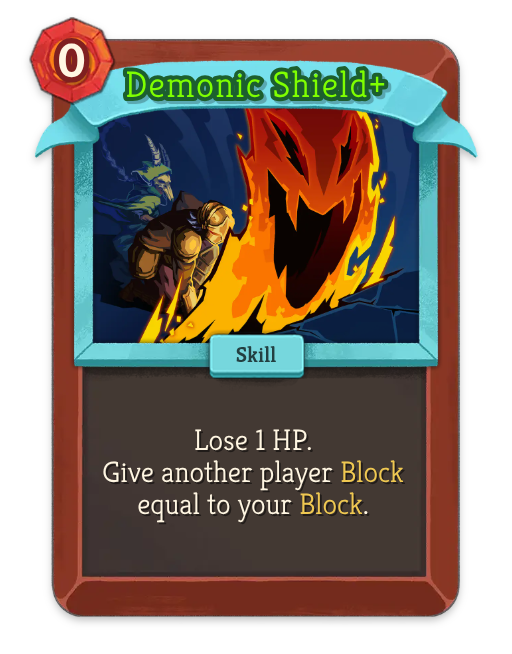 0
Demonic Shield+
Skill
Lose 1 HP.
Give another player Block
equal to your Block.